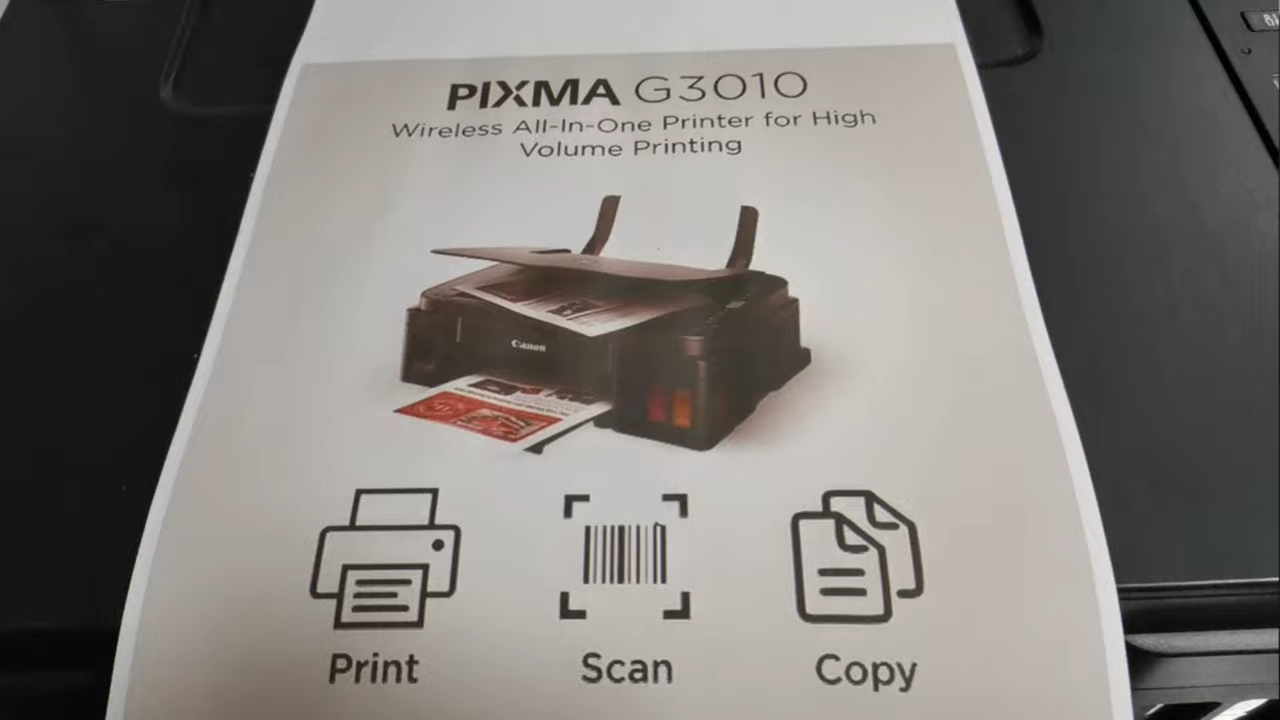 PIXMA G3010
Wireless All-In-One Printer for High
Volume Printing
Canon
Print
Scan
Copy